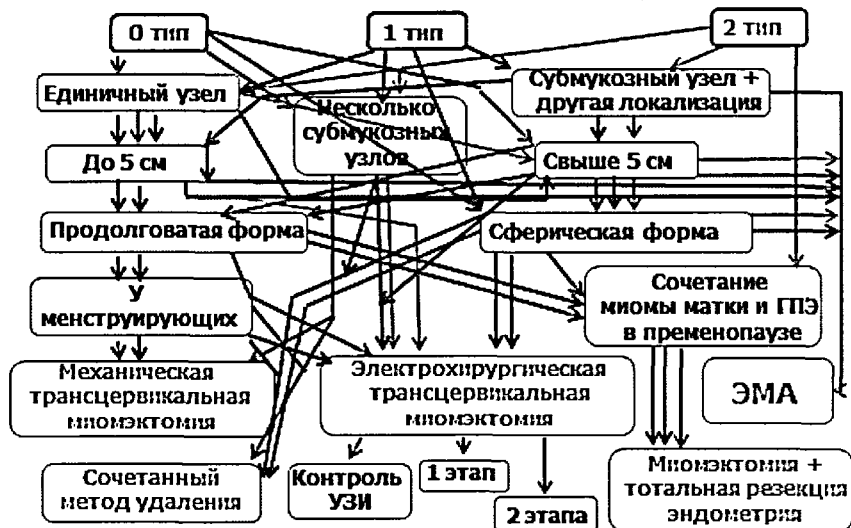 0 тип
1 тип
2 тип
Единичный узел
Несколько
субмукозных
узлов
Субмукозный узел +
другая локализация
До 5 см
Свыше 5 см
Продолговатая форма
Сферическая форма
У
менструирующих
Сочетание
миомы матки и ГПЭ
в пременопаузе
Механическая
трансцервикальная
миомэктомия
Электрохирургическая
трансцервикальная
миомэктомия
ЭМА
Сочетанный
метод удаления
Контроль
УЗИ
1 этап
2 этапа
Миомэктомия +
тотальная резекция
эндометрия